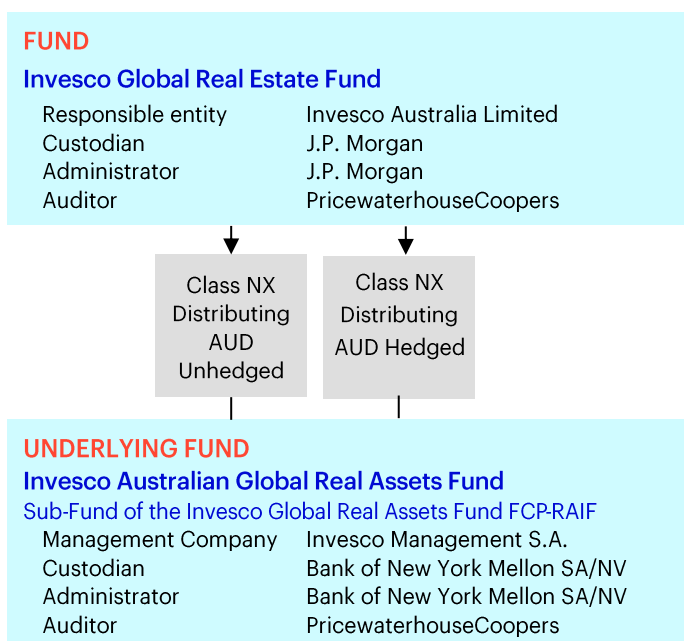 FUND
Invesco Global Real Estate Fund
Responsible entity Invesco Australia Limited
Custodian J.P. Morgan
Administrator J.P. Morgan
Auditor PricewaterhouseCoopers
Class NX
Distributing
AUD
Unhedged
Class NX
Distributing
AUD Hedged
UNDERLYING FUND
Invesco Australian Global Real Assets Fund
Sub-Fund of the Invesco Global Real Assets Fund FCP-RAIF
Management Company Invesco Management S.A.
Custodian Bank of New York Mellon SA/NV
Administrator Bank of New York Mellon SA/NV
Auditor PricewaterhouseCoopers